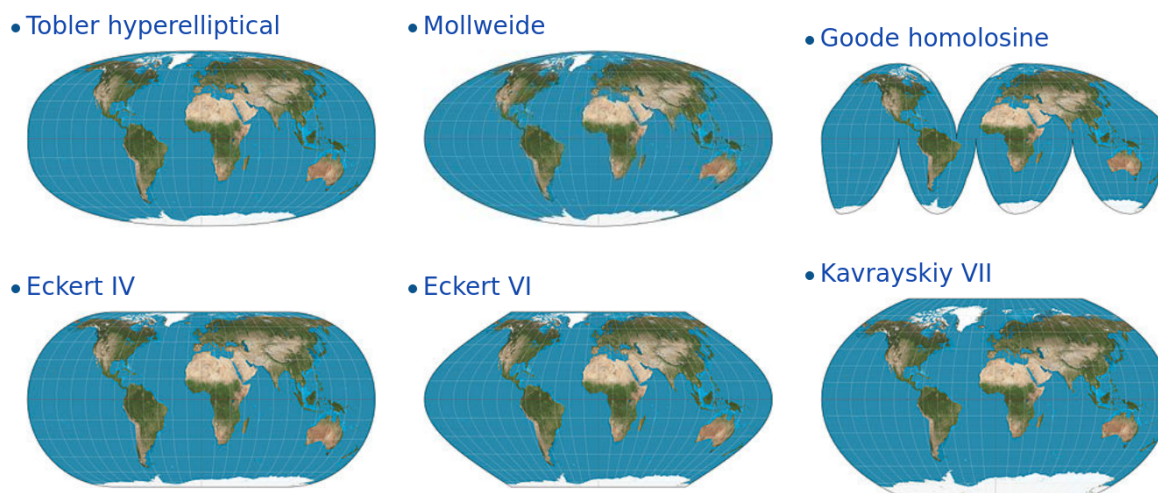 • Tobler hyperelliptical
• Mollweide
• Goode homolosine
• Eckert IV
• Eckert VI
• Kavrayskiy VII